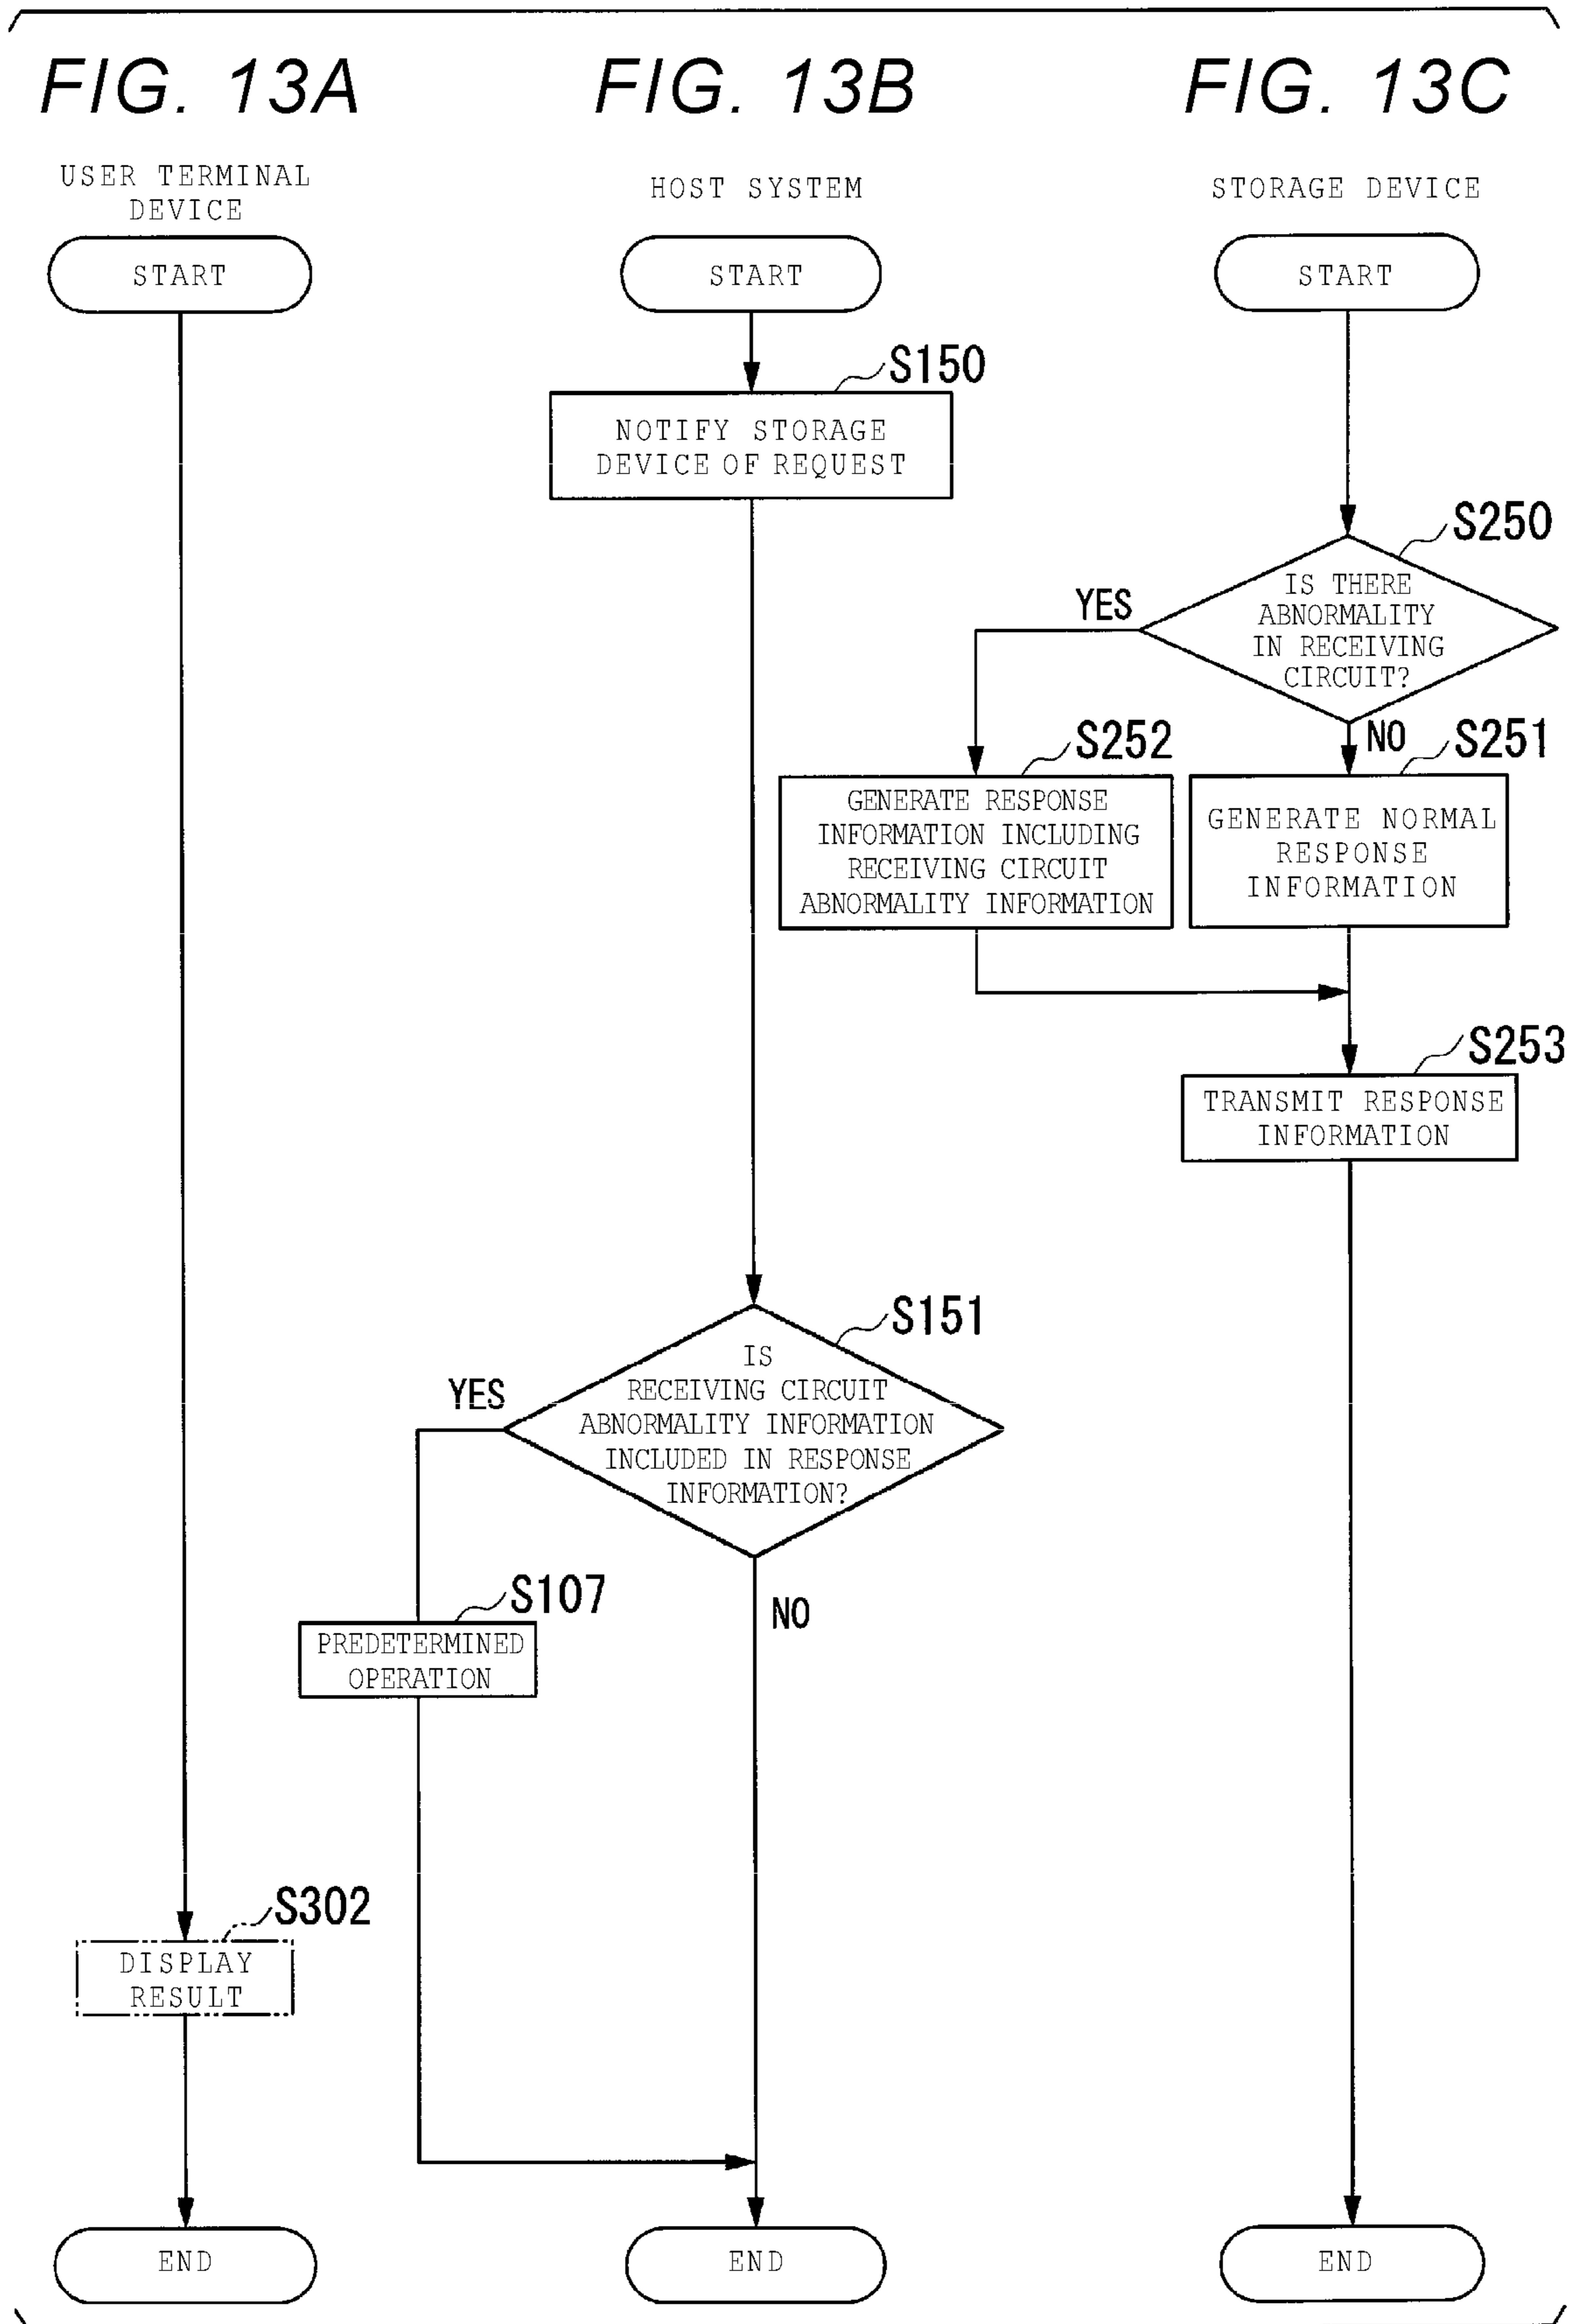 FIG. 13A
USER TERMINAL
DEVICE
START
S302
DISPLAY
RESULT
END
FIG. 13B
HOST SYSTEM
START
S150
NOTIFY STORAGE
DEVICE OF REQUEST
S151
IS
RECEIVING CIRCUIT
ABNORMALITY INFORMATION
INCLUDED IN RESPONSE
INFORMATION?
YES
S107
PREDETERMINED
OPERATION
NO
END
FIG. 13C
STORAGE DEVICE
START
S250
IS THERE
ABNORMALITY
IN RECEIVING
CIRCUIT?
YES
S252
GENERATE RESPONSE
INFORMATION INCLUDING
RECEIVING CIRCUIT
ABNORMALITY INFORMATION
NO
S251
GENERATE NORMAL
RESPONSE
INFORMATION
S253
TRANSMIT RESPONSE
INFORMATION
END